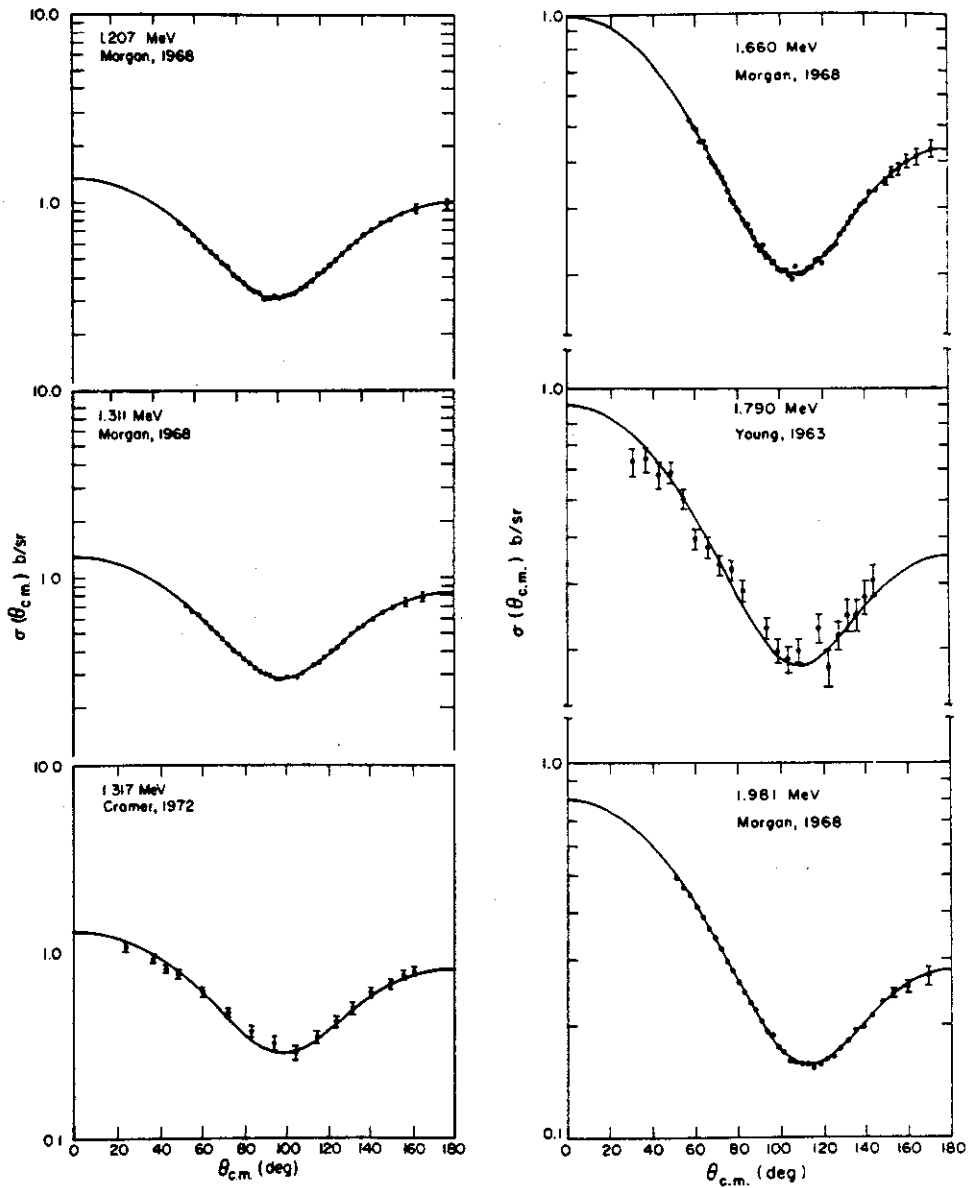 10.0
1.207 MeV
Morgan, 1968
1.0
10.0
1.311 MeV
Morgan, 1968
1.0
σ (θc.m.) b/sr
10.0
1.317 MeV
Cramer, 1972
1.0
0.1
0 20 40 60 80 100 120 140 160 180
θc.m. (deg)
1.0
1.660 MeV
Morgan, 1968
1.0
1.790 MeV
Young, 1963
σ (θc.m.) b/sr
1.0
1.981 MeV
Morgan, 1968
0.1
0 20 40 60 80 100 120 140 160 180
θc.m. (deg)